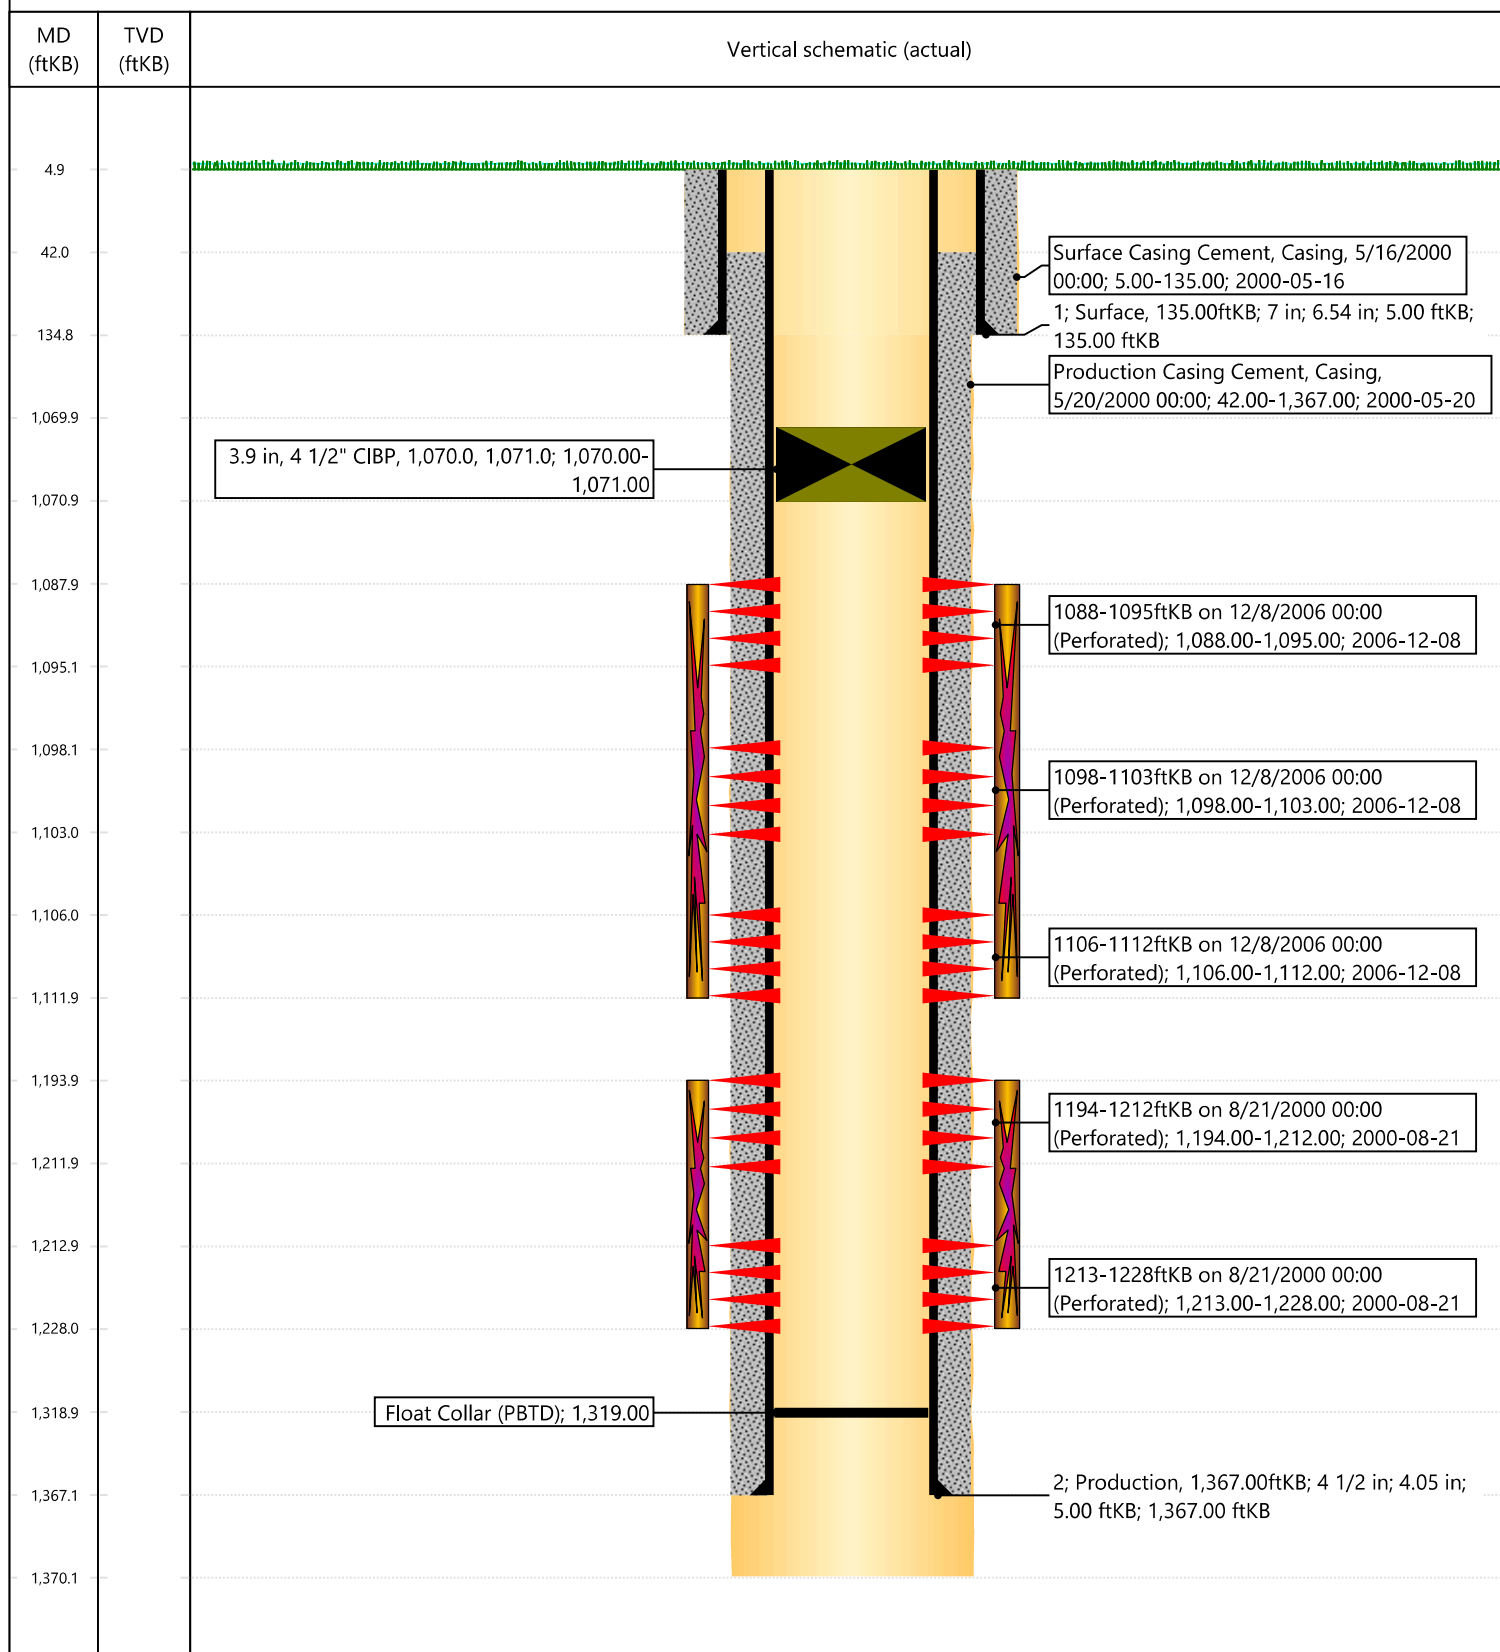 MD
(ftKB)
TVD
(ftKB)
Vertical schematic (actual)
4.9
42.0
Surface Casing Cement, Casing, 5/16/2000
00:00; 5.00-135.00; 2000-05-16
1; Surface, 135.00ftKB; 7 in; 6.54 in; 5.00 ftKB;
135.00 ftKB
134.8
Production Casing Cement, Casing,
5/20/2000 00:00; 42.00-1,367.00; 2000-05-20
1,069.9
3.9 in, 4 1/2" CIBP, 1,070.0, 1,071.0; 1,070.00-
1,071.00
1,070.9
1,087.9
1088-1095ftKB on 12/8/2006 00:00
(Perforated); 1,088.00-1,095.00; 2006-12-08
1,095.1
1,098.1
1098-1103ftKB on 12/8/2006 00:00
(Perforated); 1,098.00-1,103.00; 2006-12-08
1,103.0
1,106.0
1106-1112ftKB on 12/8/2006 00:00
(Perforated); 1,106.00-1,112.00; 2006-12-08
1,111.9
1,193.9
1194-1212ftKB on 8/21/2000 00:00
(Perforated); 1,194.00-1,212.00; 2000-08-21
1,211.9
1,212.9
1213-1228ftKB on 8/21/2000 00:00
(Perforated); 1,213.00-1,228.00; 2000-08-21
1,228.0
1,318.9
Float Collar (PBTD); 1,319.00
2; Production, 1,367.00ftKB; 4 1/2 in; 4.05 in;
5.00 ftKB; 1,367.00 ftKB
1,367.1
1,370.1